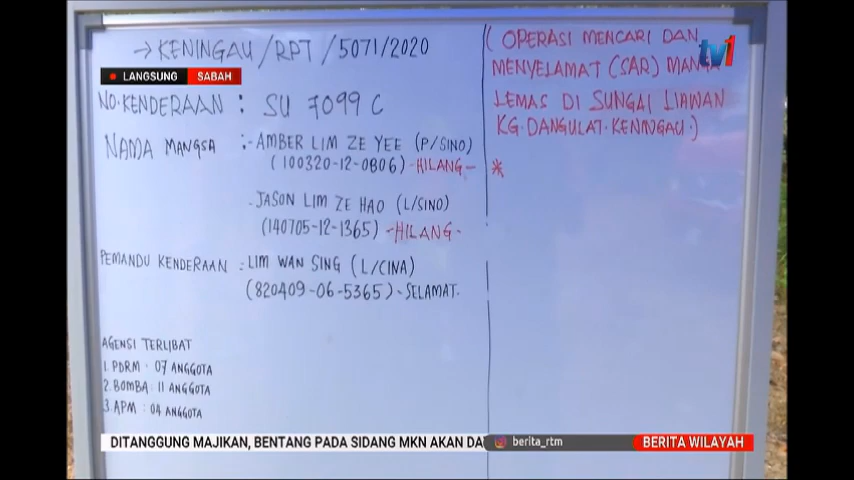 → KENINGAU/RPT/5071/2020
LANGSUNG SABAH
NO.KENDERAAN : SU 7099 C
NAMA MANGSA :- AMBER LIM ZE YEE (P/SINO)
(100320-12-0806) -HILANG-
- JASON LIM ZE HAO (L/SINO)
(140705-12-1365) -HILANG-
PEMANDU KENDERAAN : LIM WAN SING (L/CINA)
(820409-06-5365) - SELAMAT.
AGENSI TERLIBAT
1. PDRM : 07 ANGGOTA
2. BOMBA : 11 ANGGOTA
3. APM : 04 ANGGOTA
( OPERASI MENCARI DAN
tv1
MENYELAMAT (SAR) MANGSA
LEMAS DI SUNGAI LIAWAN
KG. DANGULAT. KENINGAU.)
*
DITANGGUNG MAJIKAN, BENTANG PADA SIDANG MKN AKAN DA
berita_rtm
BERITA WILAYAH